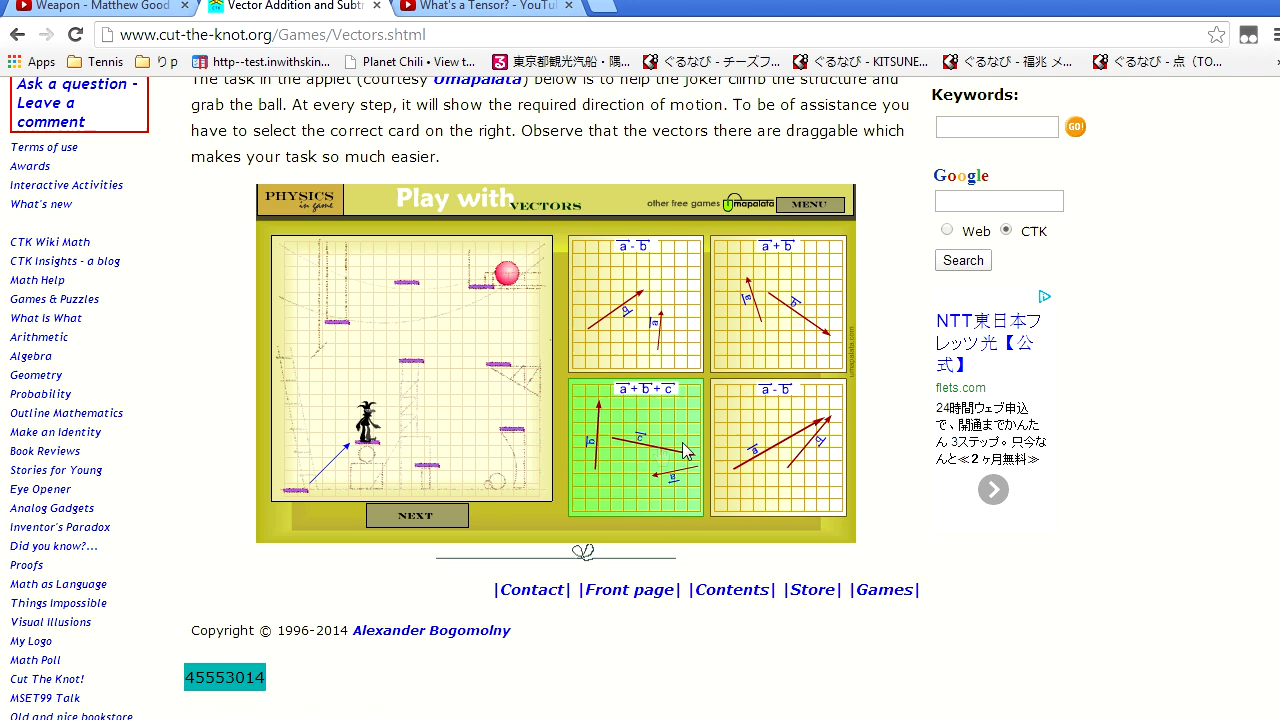 Weapon - Matthew Good
Vector Addition and Subtr
What's a Tensor? - YouTu
www.cut-the-knot.org/Games/Vectors.shtml
Apps
Tennis
りp
http--test.inwithskin...
Planet Chili • View t...
東京都観光汽船・隅...
ぐるなび - チーズフ...
ぐるなび - KITSUNE...
ぐるなび - 福兆 メ...
ぐるなび - 点（TO...
Ask a question -
Leave a
comment
Terms of use
Awards
Interactive Activities
What's new
CTK Wiki Math
CTK Insights - a blog
Math Help
Games & Puzzles
What Is What
Arithmetic
Algebra
Geometry
Probability
Outline Mathematics
Make an Identity
Book Reviews
Stories for Young
Eye Opener
Analog Gadgets
Inventor's Paradox
Did you know?...
Proofs
Math as Language
Things Impossible
Visual Illusions
My Logo
Math Poll
Cut The Knot!
MSET99 Talk
Old and nice bookstore
The task in the applet (courtesy Umapalata) below is to help the joker climb the structure and
grab the ball. At every step, it will show the required direction of motion. To be of assistance you
have to select the correct card on the right. Observe that the vectors there are draggable which
makes your task so much easier.
PHYSICS
in game
Play with
VECTORS
other free games
umapalata
MENU
a - b
b
a
a + b
a
b
a + b + c
b
c
a
a - b
a
b
umapalata.com
NEXT
|Contact| |Front page| |Contents| |Store| |Games|
Copyright © 1996-2014 Alexander Bogomolny
45553014
Keywords:
GO!
Google
Web
CTK
Search
NTT東日本フ
レッツ光【公
式】
flets.com
24時間ウェブ申込
で、開通までかんた
ん 3ステップ。只今な
んと≪2ヶ月無料≫